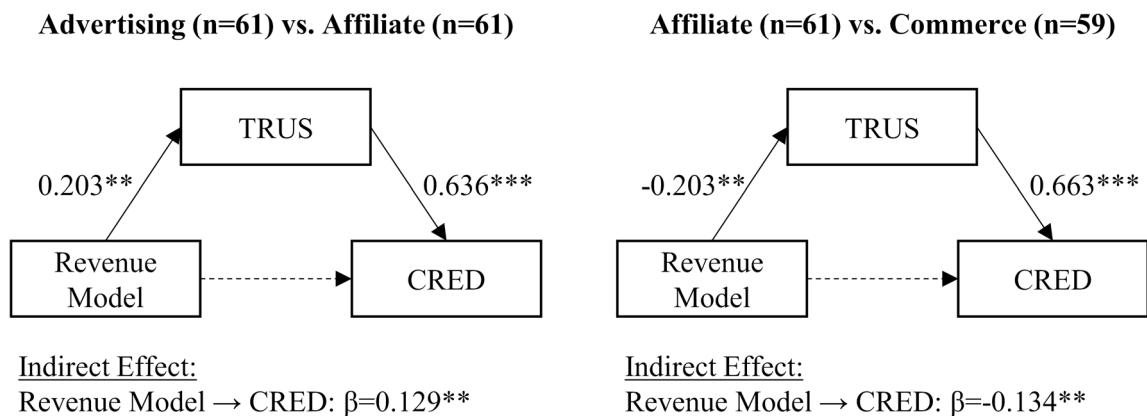 Advertising (n=61) vs. Affiliate (n=61)
TRUS
0.203**
0.636***
Revenue
Model
CRED
Indirect Effect:
Revenue Model → CRED: β=0.129**
Affiliate (n=61) vs. Commerce (n=59)
TRUS
-0.203**
0.663***
Revenue
Model
CRED
Indirect Effect:
Revenue Model → CRED: β=-0.134**